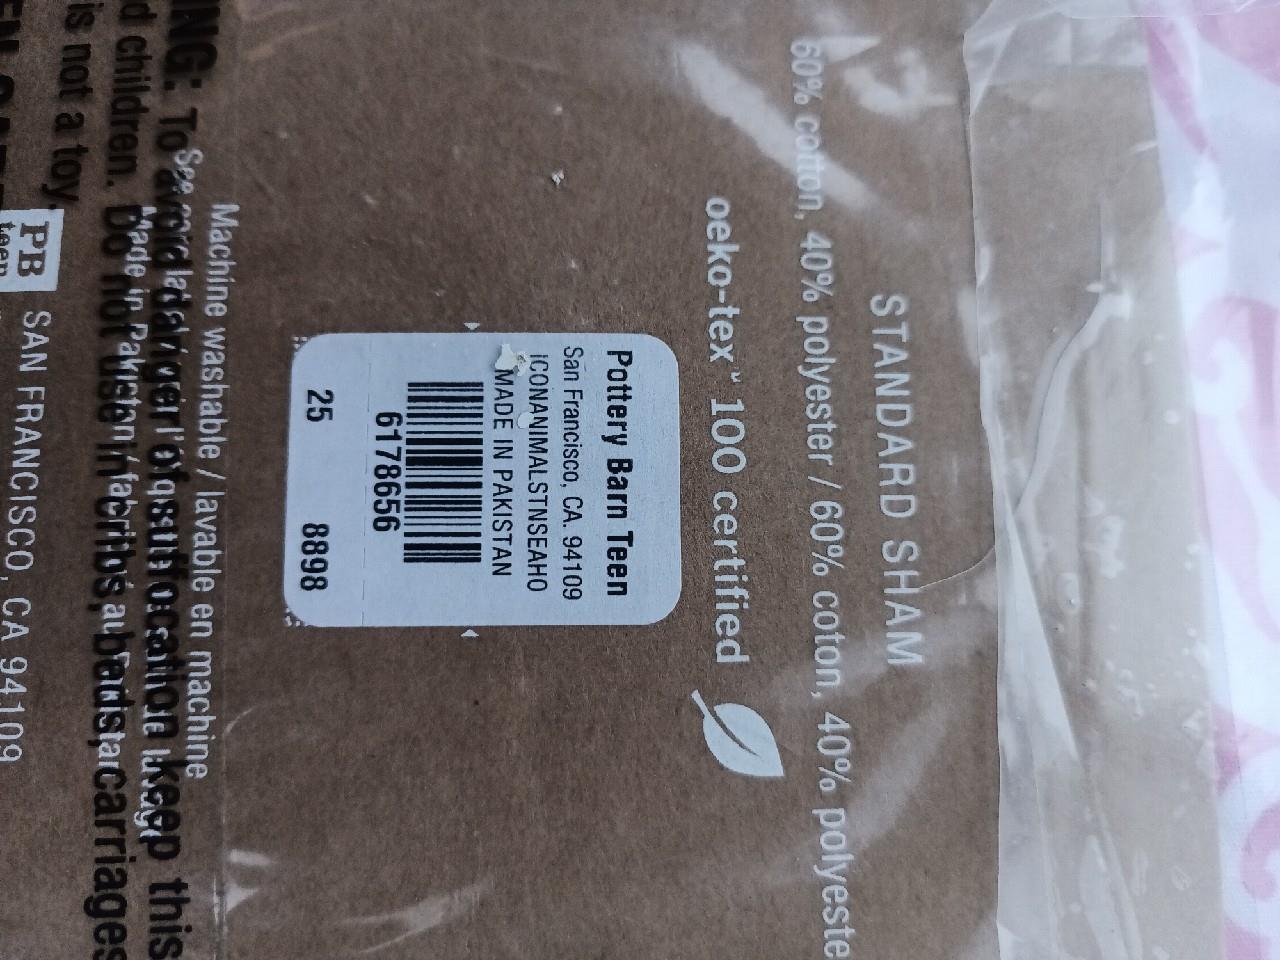 STANDARD SHAM
60% cotton, 40% polyester / 60% coton, 40% polyeste
oeko-tex™ 100 certified
Pottery Barn Teen
San Francisco, CA. 94109
ICONANIMALSTNSEAHO
MADE IN PAKISTAN
6178656
25 8898
Machine washable / lavable en machine
Made in Pakistan / fabriqué au Pakistan
ING: To avoid danger of suffocation keep this
d children. Do not use in cribs, beds, carriages
is not a toy.
PB
teen
SAN FRANCISCO, CA 94109